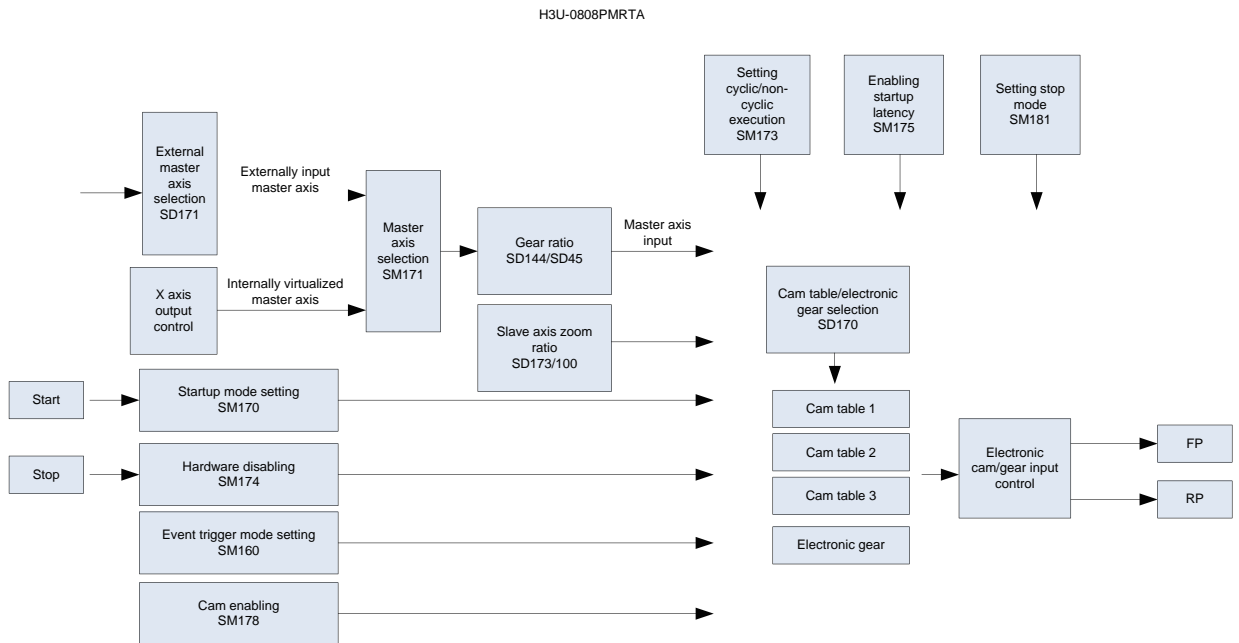 H3U-0808PMRTA
Setting
cyclic/non-
cyclic
execution
SM173
Enabling
startup
latency
SM175
Setting stop
mode
SM181
External
master
axis
selection
SD171
Externally input
master axis
Master
axis
selection
SM171
Gear ratio
SD144/SD45
Master axis
input
X axis
output
control
Internally virtualized
master axis
Slave axis zoom
ratio
SD173/100
Cam table/electronic
gear selection
SD170
Start
Startup mode setting
SM170
Cam table 1
Stop
Hardware disabling
SM174
Cam table 2
Cam table 3
Electronic
cam/gear input
control
FP
RP
Event trigger mode setting
SM160
Electronic gear
Cam enabling
SM178